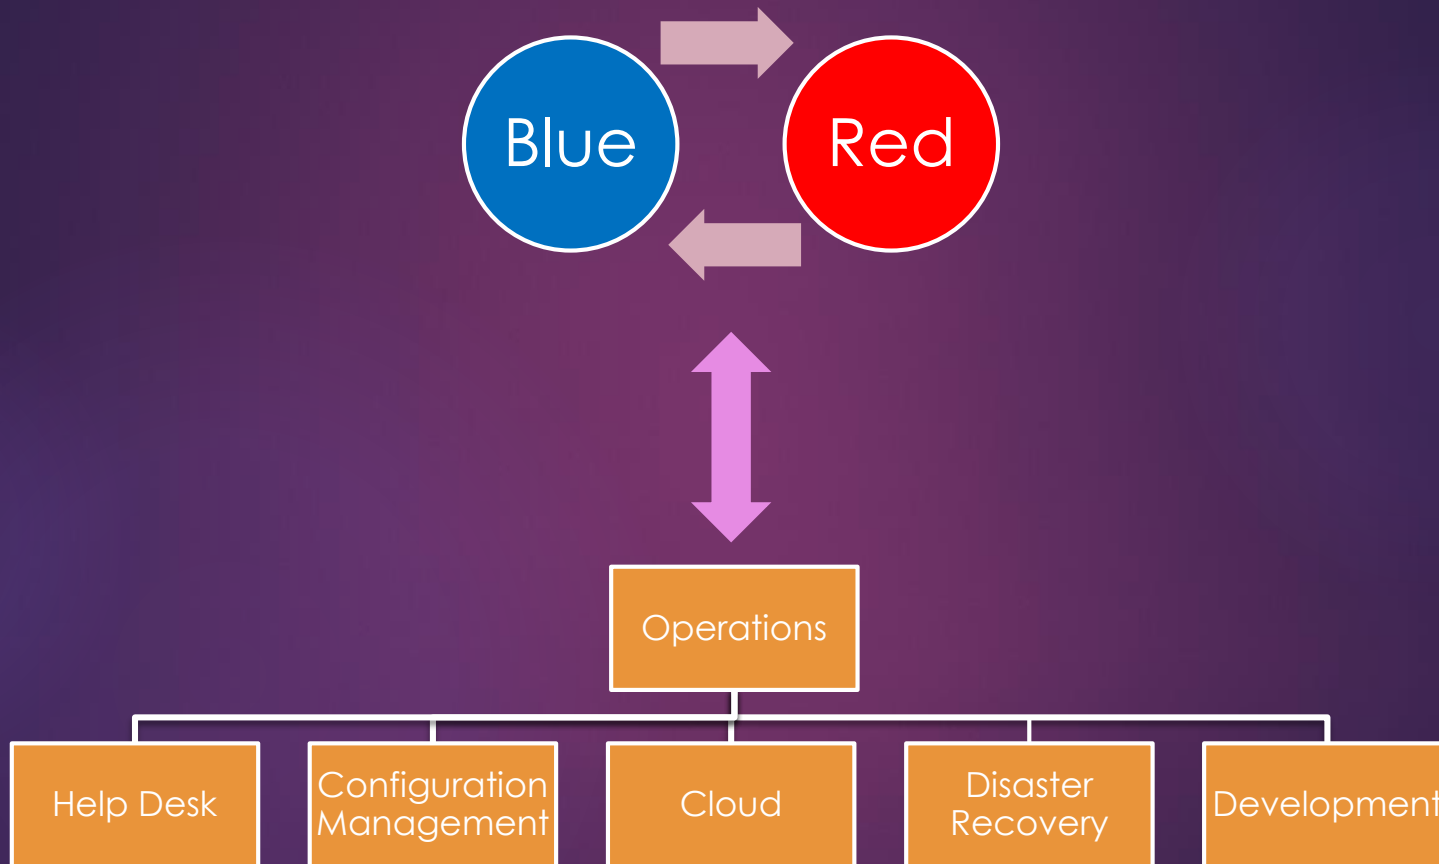 Blue
Red
Operations
Help Desk
Configuration
Management
Cloud
Disaster
Recovery
Development